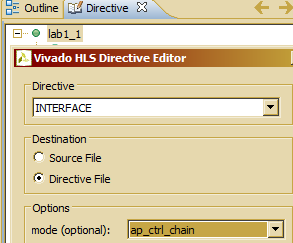 Outline Directive
lab1_1
Vivado HLS Directive Editor
Directive
INTERFACE
Destination
Source File
Directive File
Options
mode (optional): ap_ctrl_chain